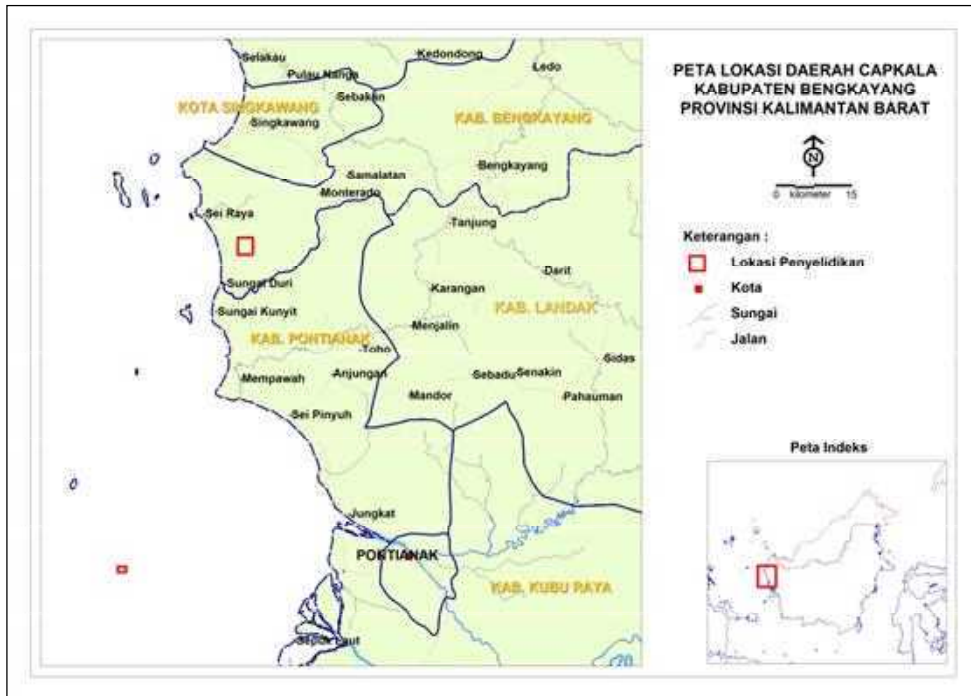 Selakau
Kedondong
Ledo
Pulau Nanga
Sebakan
KOTA SINGKAWANG
Singkawang
KAB. BENGKAYANG
Bengkayang
Samalatan
Monterado
Sei Raya
Tanjung
Sungai Duri
Darit
Karangan
Sungai Kunyit
KAB. LANDAK
KAB. PONTIANAK
Menjalin
Toho
Sidas
Mempawah
Anjungan
Sebadu
Senakin
Mandor
Pahauman
Sei Pinyuh
Jungkat
PONTIANAK
KAB. KUBU RAYA
PETA LOKASI DAERAH CAPKALA
KABUPATEN BENGKAYANG
PROVINSI KALIMANTAN BARAT
N
0 kilometer 15
Keterangan :
Lokasi Penyelidikan
Kota
Sungai
Jalan
Peta Indeks